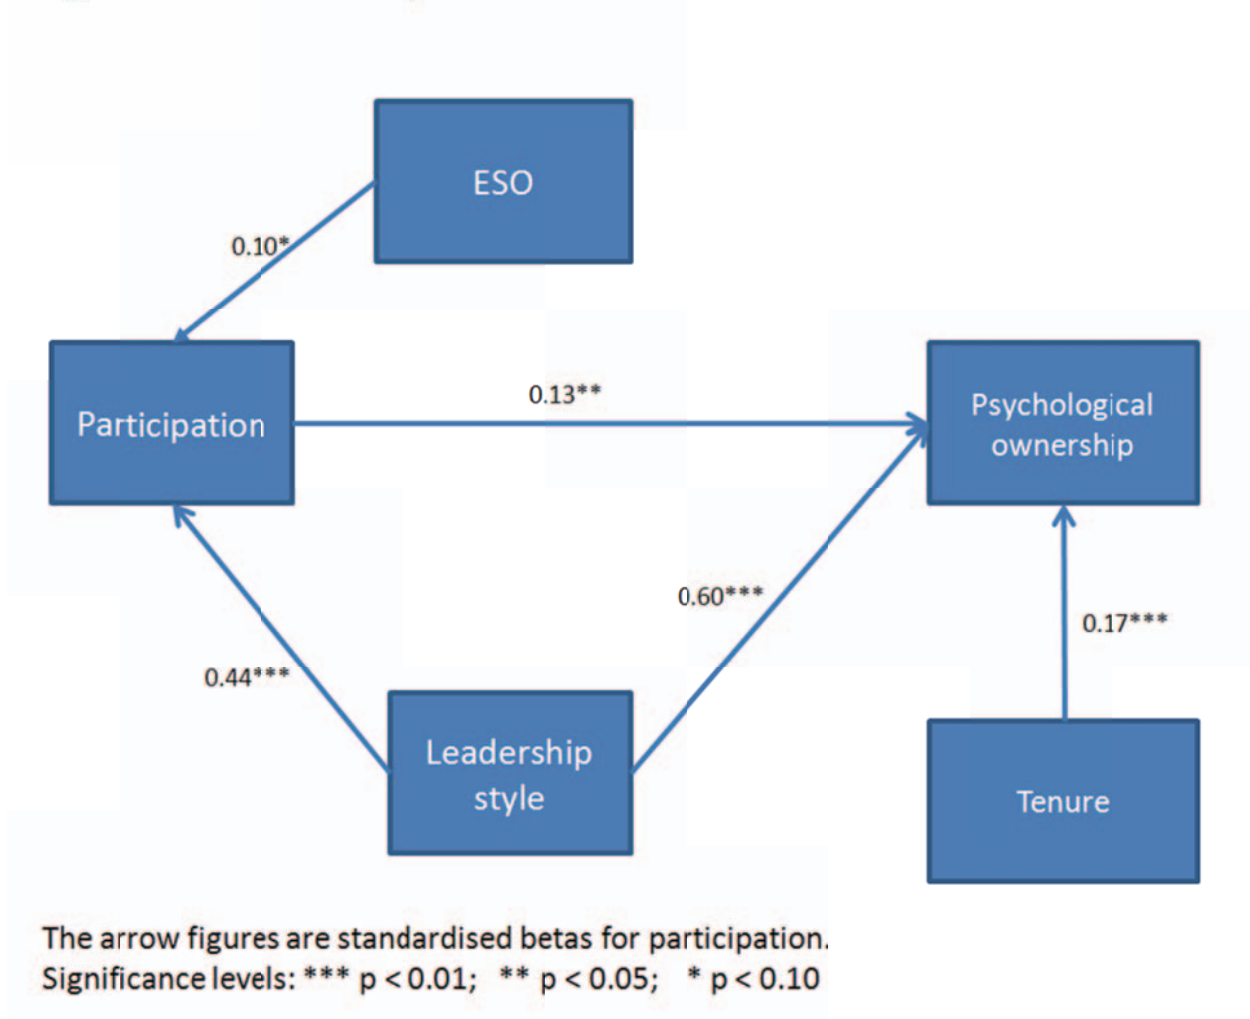 ESO
0.10*
Participation
0.13**
Psychological
ownership
0.60***
0.17***
0.44***
Leadership
style
Tenure
The arrow figures are standardised betas for participation.
Significance levels: *** p < 0.01; ** p < 0.05; * p < 0.10